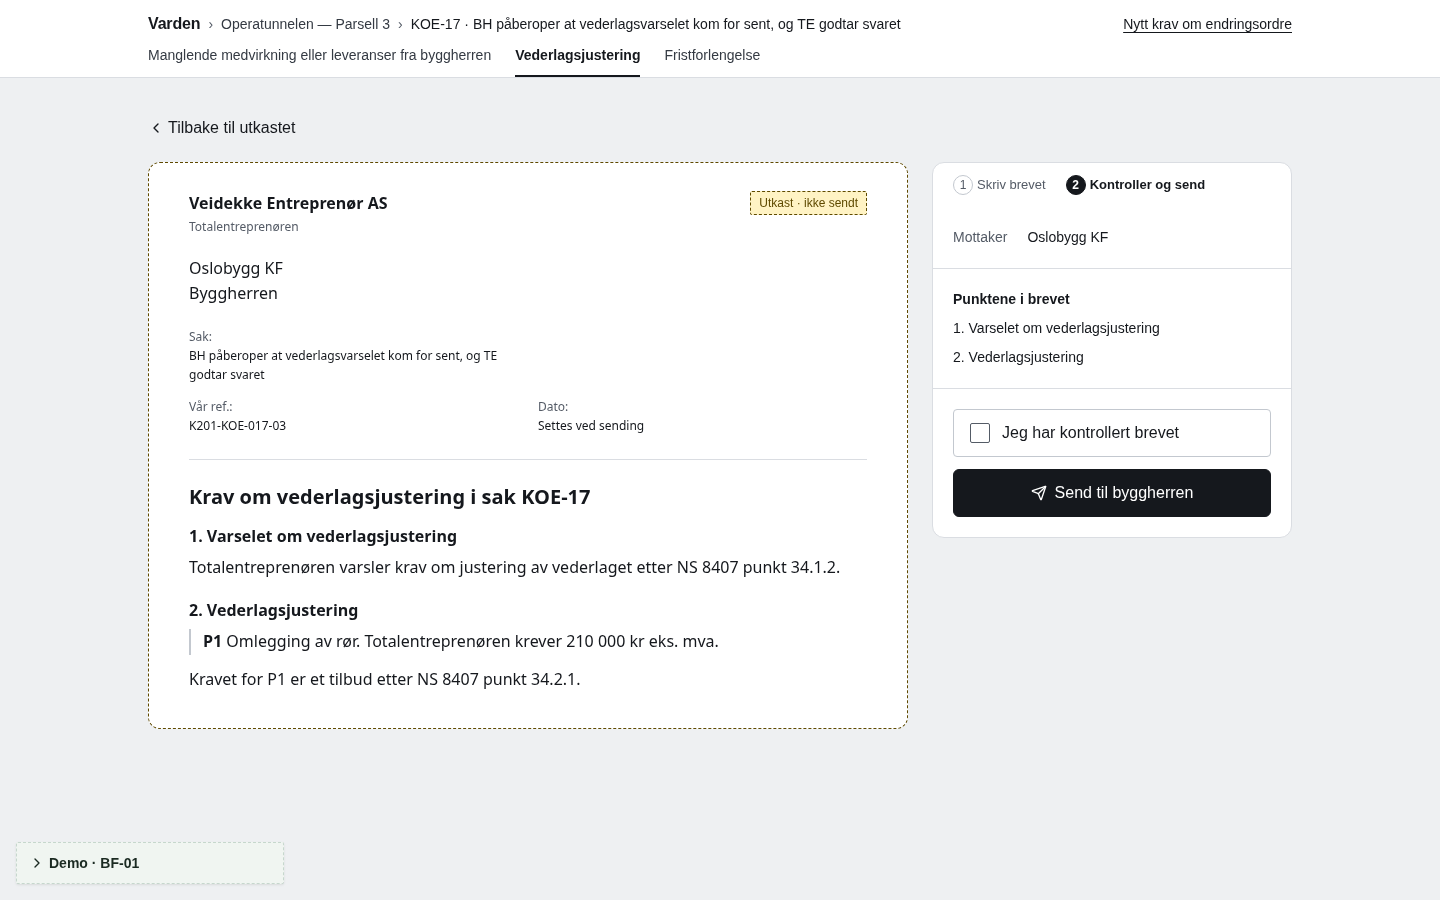 Varden › Operatunnelen — Parsell 3 › KOE-17 · BH påberoper at vederlagsvarselet kom for sent, og TE godtar svaret
Nytt krav om endringsordre
Manglende medvirkning eller leveranser fra byggherren
Vederlagsjustering
Fristforlengelse
Tilbake til utkastet
Veidekke Entreprenør AS
Utkast · ikke sendt
Totalentreprenøren
Oslobygg KF
Byggherren
Sak:
BH påberoper at vederlagsvarselet kom for sent, og TE
godtar svaret
Vår ref.:
K201-KOE-017-03
Dato:
Settes ved sending
Krav om vederlagsjustering i sak KOE-17
1. Varselet om vederlagsjustering
Totalentreprenøren varsler krav om justering av vederlaget etter NS 8407 punkt 34.1.2.
2. Vederlagsjustering
P1 Omlegging av rør. Totalentreprenøren krever 210 000 kr eks. mva.
Kravet for P1 er et tilbud etter NS 8407 punkt 34.2.1.
1 Skriv brevet
2 Kontroller og send
Mottaker Oslobygg KF
Punktene i brevet
1. Varselet om vederlagsjustering
2. Vederlagsjustering
Jeg har kontrollert brevet
Send til byggherren
Demo · BF-01